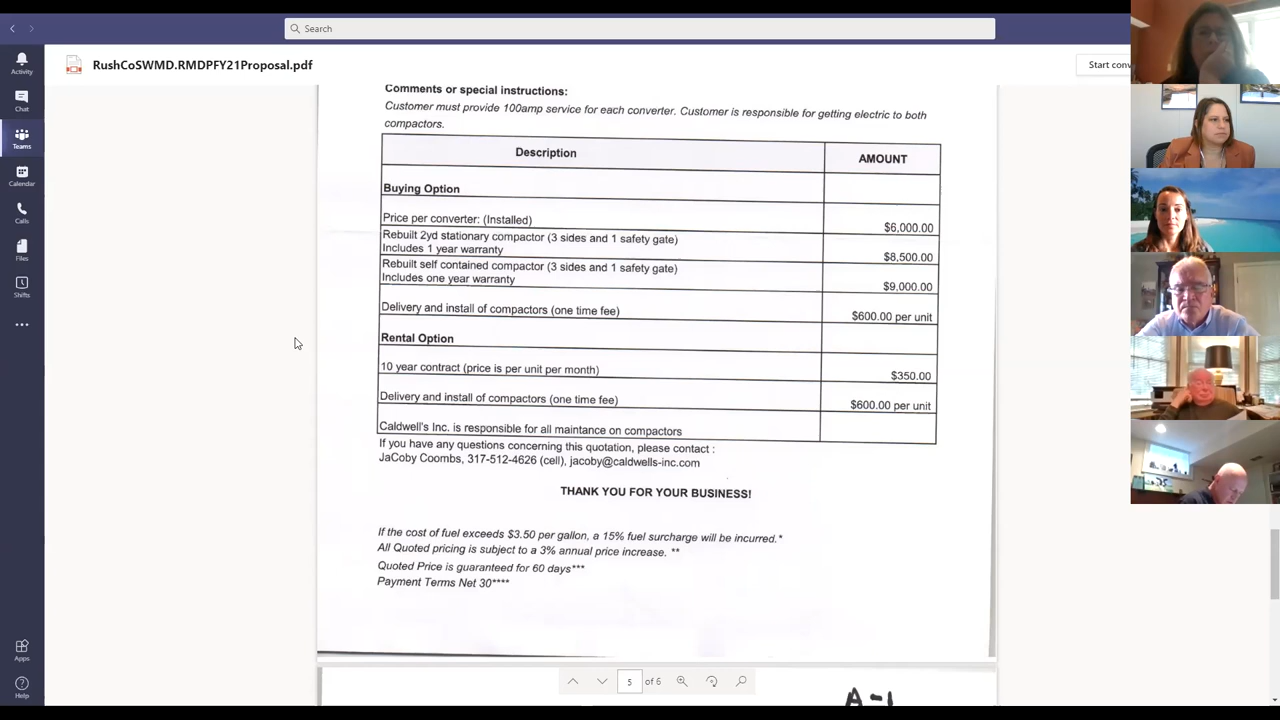 Search
Activity
Chat
Teams
Calendar
Calls
Files
Shifts
Apps
Help
RushCoSWMD.RMDPFY21Proposal.pdf
Start conv
Comments or special instructions:
Customer must provide 100amp service for each converter. Customer is responsible for getting electric to both
compactors.
Description AMOUNT
Buying Option
Price per converter: (Installed) $6,000.00
Rebuilt 2yd stationary compactor (3 sides and 1 safety gate)
Includes 1 year warranty $8,500.00
Rebuilt self contained compactor (3 sides and 1 safety gate)
Includes one year warranty $9,000.00
Delivery and install of compactors (one time fee) $600.00 per unit
Rental Option
10 year contract (price is per unit per month) $350.00
Delivery and install of compactors (one time fee) $600.00 per unit
Caldwell's Inc. is responsible for all maintance on compactors
If you have any questions concerning this quotation, please contact :
JaCoby Coombs, 317-512-4626 (cell), jacoby@caldwells-inc.com
THANK YOU FOR YOUR BUSINESS!
If the cost of fuel exceeds $3.50 per gallon, a 15% fuel surcharge will be incurred.*
All Quoted pricing is subject to a 3% annual price increase. **
Quoted Price is guaranteed for 60 days***
Payment Terms Net 30****
5 of 6
A-1